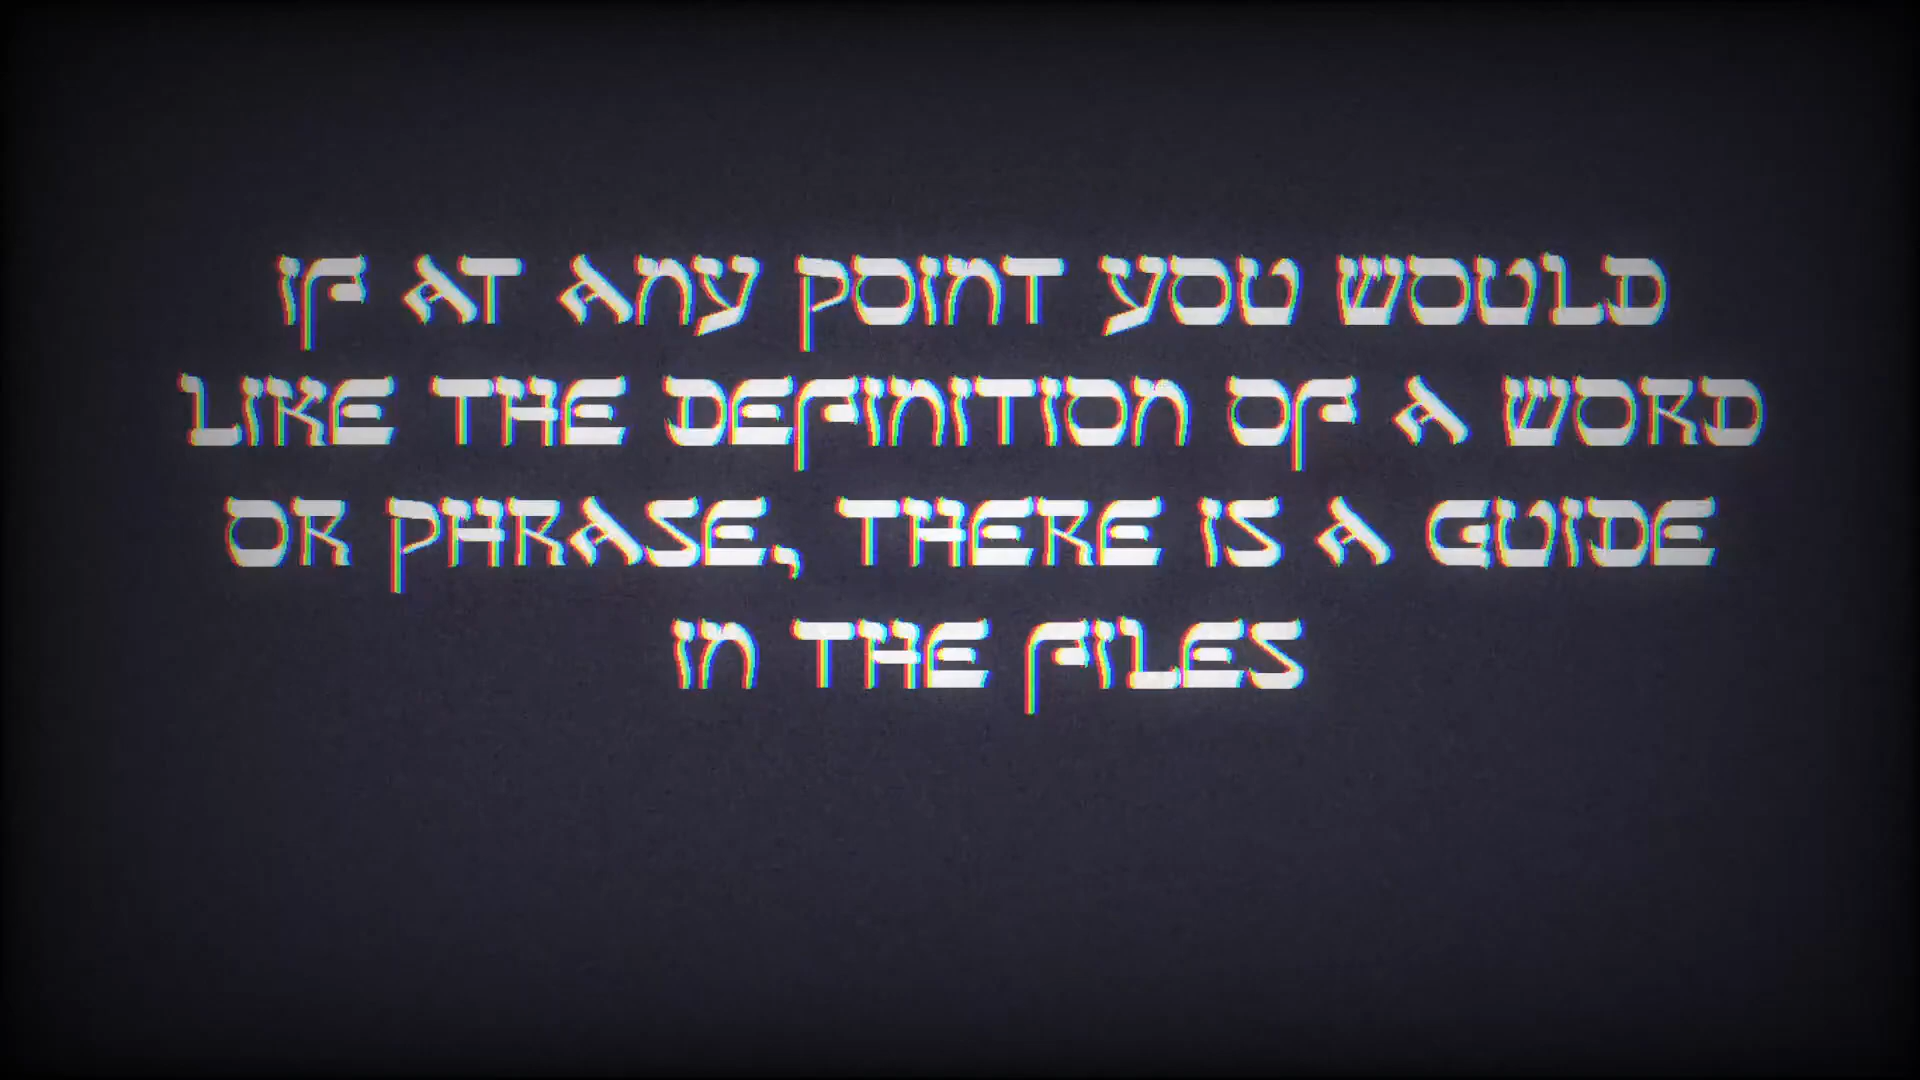 IF AT ANY POINT YOU WOULD
LIKE THE DEFINITION OF A WORD
OR PHRASE, THERE IS A GUIDE
IN THE FILES